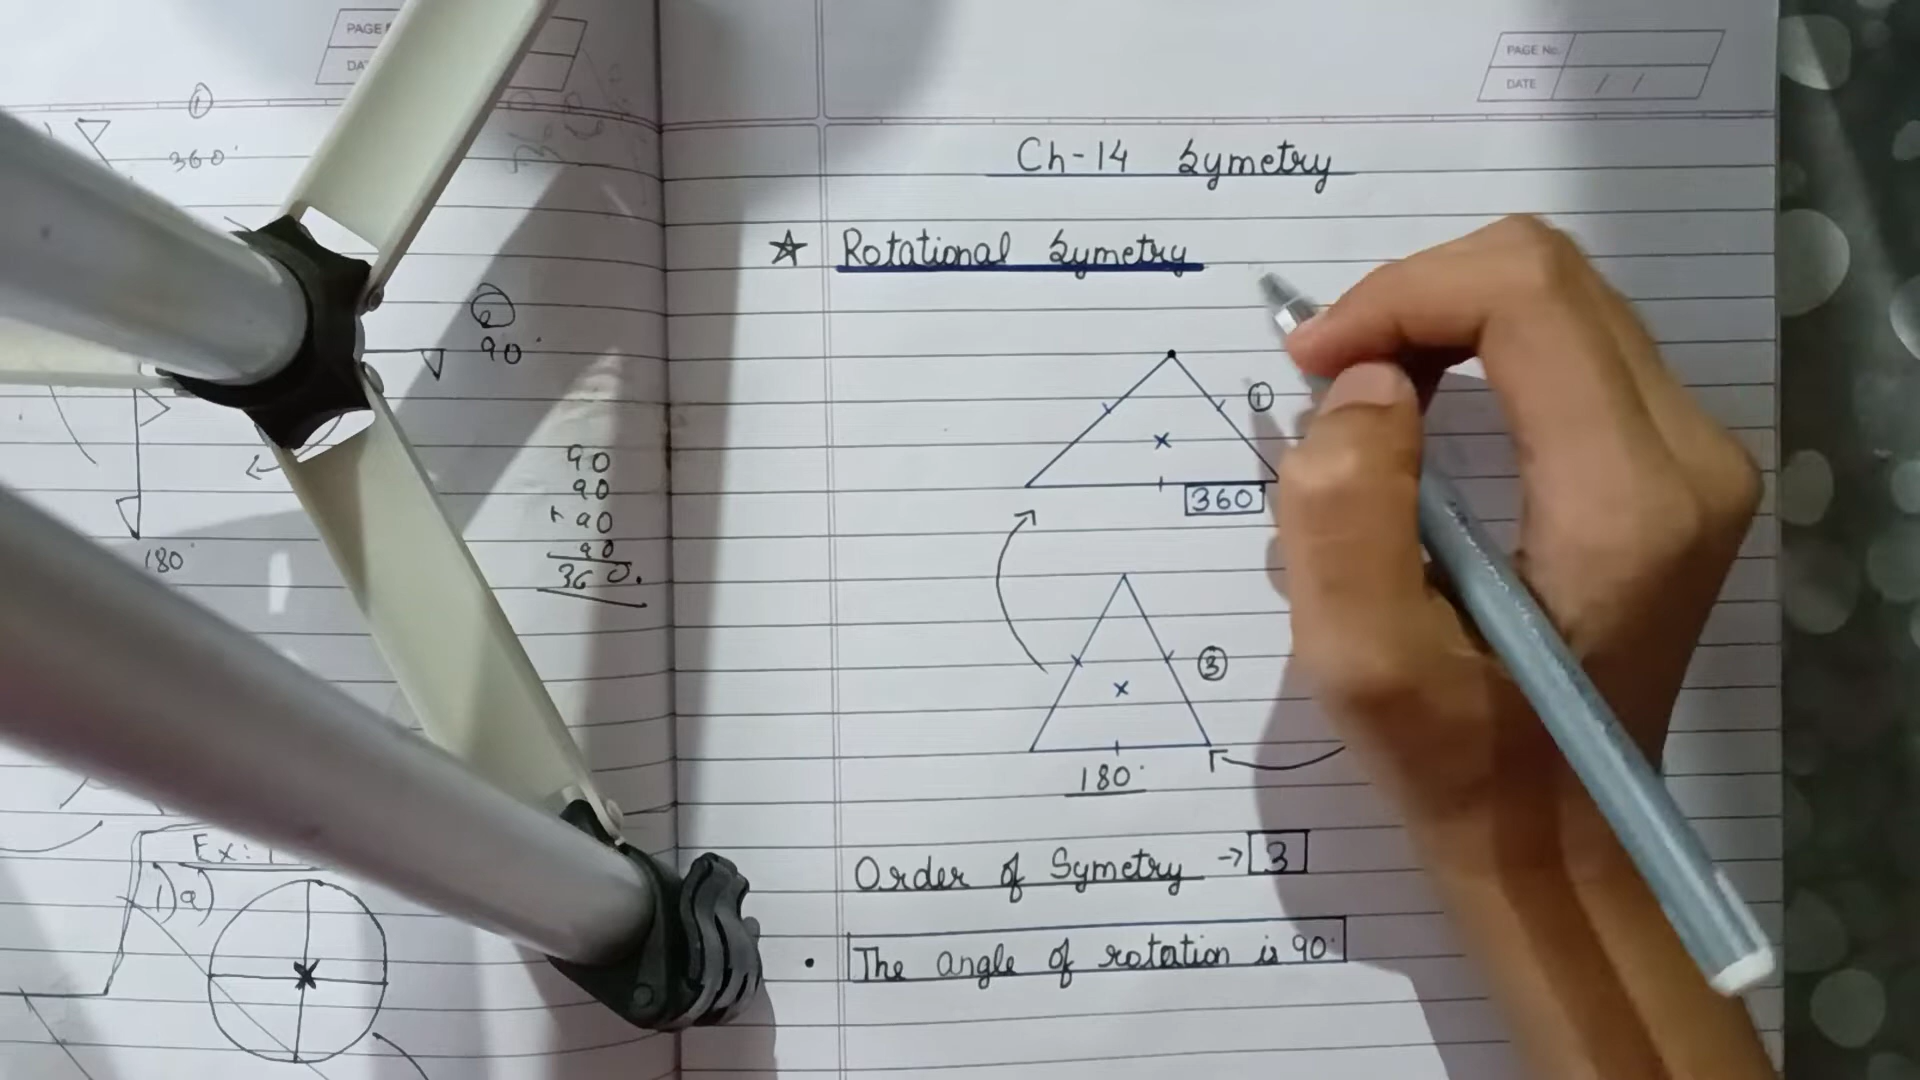 ①
360°
②
90°
90
90
+ 90
90
360.
180°
Ex: 1
1) a)
PAGE No.
DATE / /
Ch-14 Symetry
☆ Rotational Symetry
①
360°
③
180°
Order of Symetry → 3
• The angle of rotation is 90°